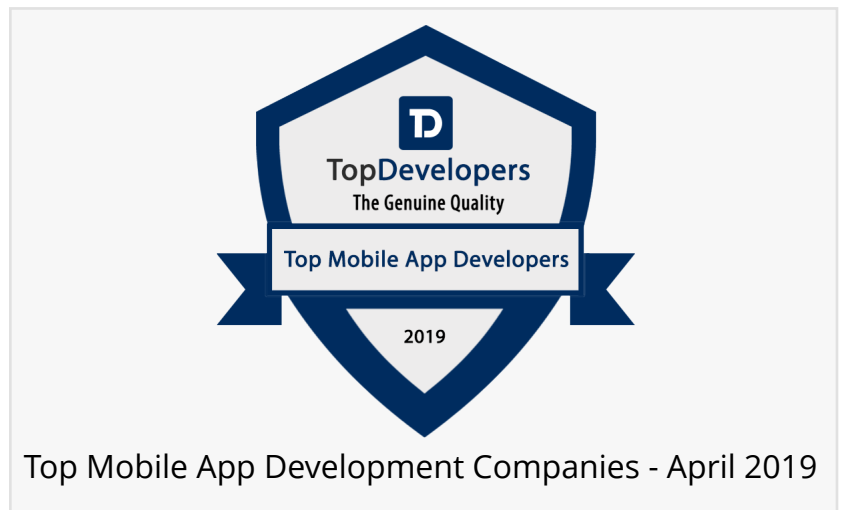 TD
TopDevelopers
The Genuine Quality
Top Mobile App Developers
2019
Top Mobile App Development Companies - April 2019